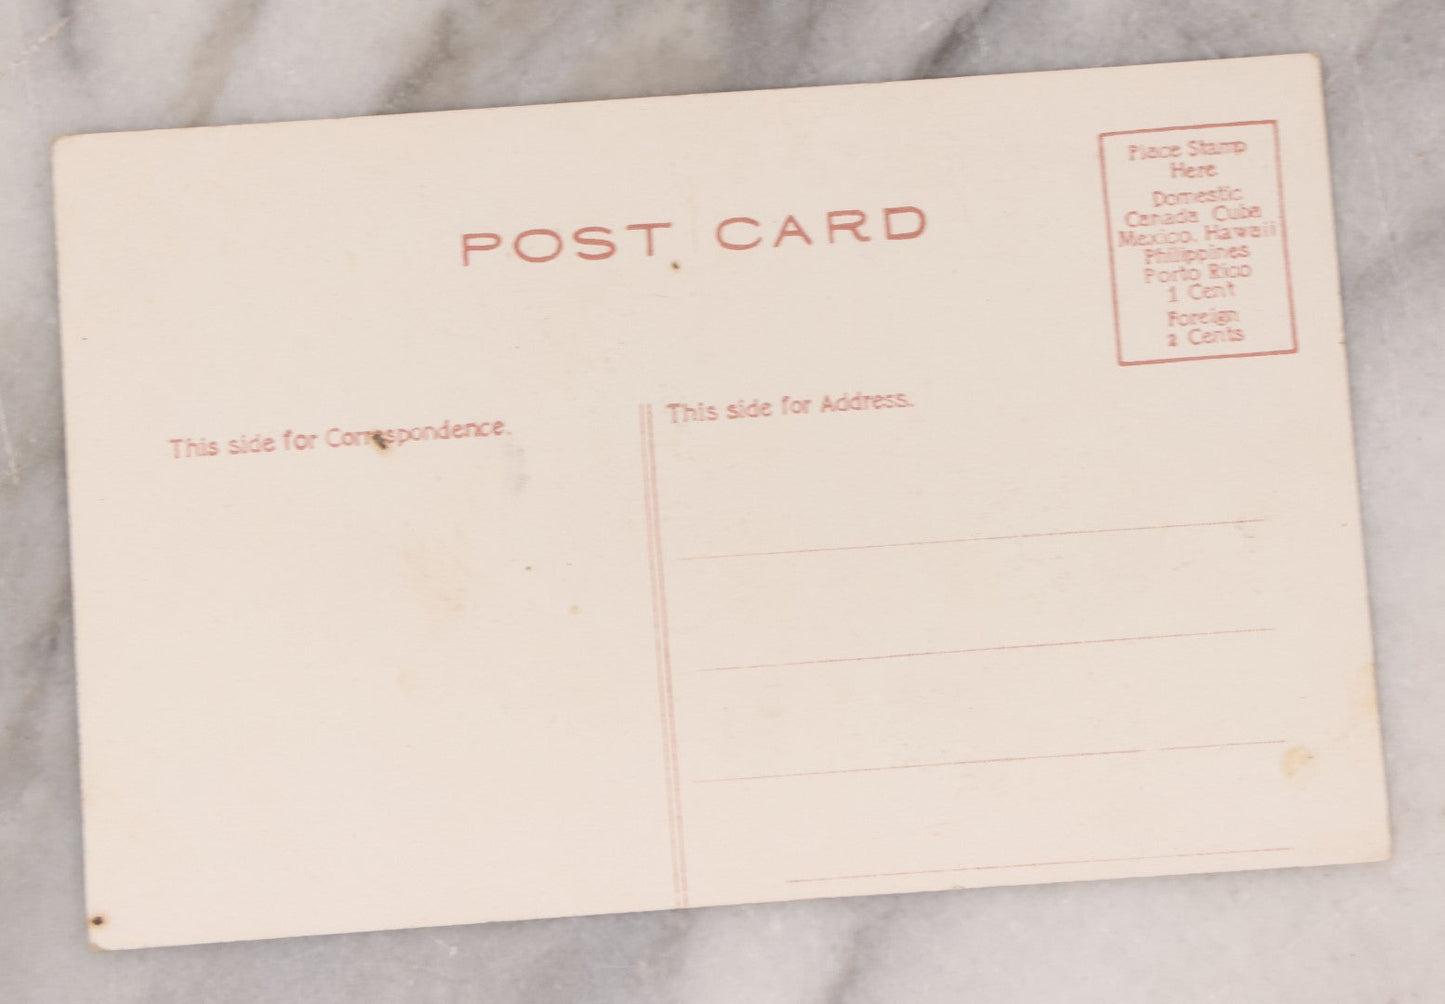 POST CARD
Place Stamp
Here
Domestic
Canada Cuba
Mexico, Hawaii
Philippines
Porto Rico
1 Cent
Foreign
2 Cents
This side for Correspondence.
This side for Address.